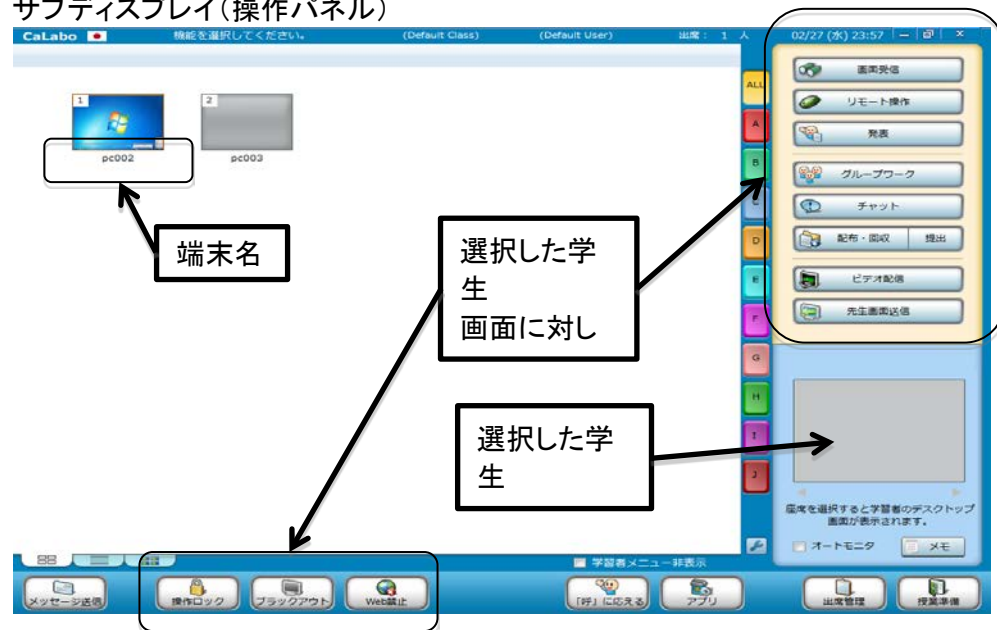 サブディスプレイ（操作パネル）
CaLabo 機能を選択してください。 (Default Class) (Default User) 出席： 1 人 02/27 (水) 23:57
1
pc002
2
pc003
端末名
選択した学
生
画面に対し
選択した学
生
ALL
A
B
C
D
E
F
G
H
I
J
画面受信
リモート操作
発表
グループワーク
チャット
配布・回収 提出
ビデオ配信
先生画面送信
座席を選択すると学習者のデスクトップ
画面が表示されます。
オートモニタ メモ
学習者メニュー非表示
メッセージ送信 操作ロック ブラックアウト Web禁止 「呼」に応える アプリ 出席管理 授業準備